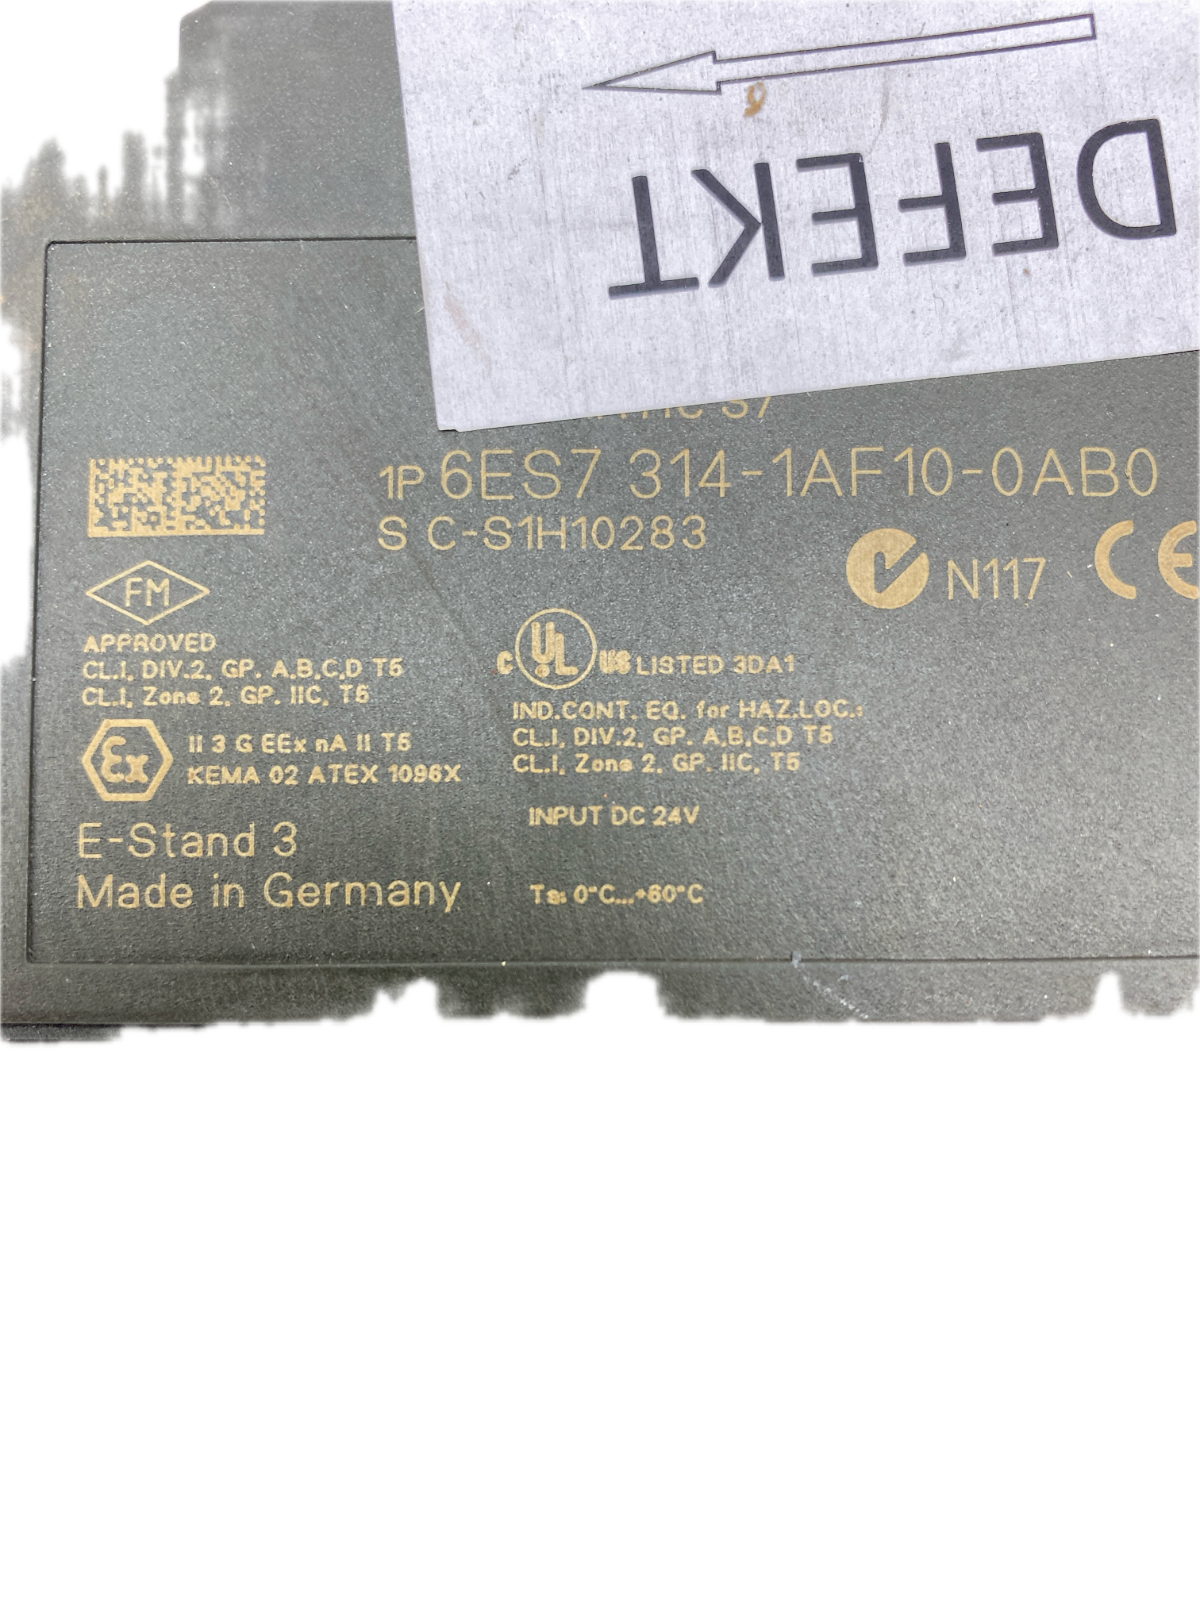 DEFEKT
S7
1P 6ES7 314-1AF10-0AB0
S C-S1H10283
N117
CE
FM
APPROVED
CL.I, DIV.2, GP. A,B,C,D T5
CL.I, Zone 2, GP. IIC, T5
c UL US LISTED 3DA1
IND.CONT. EQ. for HAZ.LOC.:
CL.I, DIV.2, GP. A,B,C,D T5
CL.I, Zone 2, GP. IIC, T5
Ex
II 3 G EEx nA II T5
KEMA 02 ATEX 1096X
INPUT DC 24V
E-Stand 3
Made in Germany
Ta: 0°C...+60°C